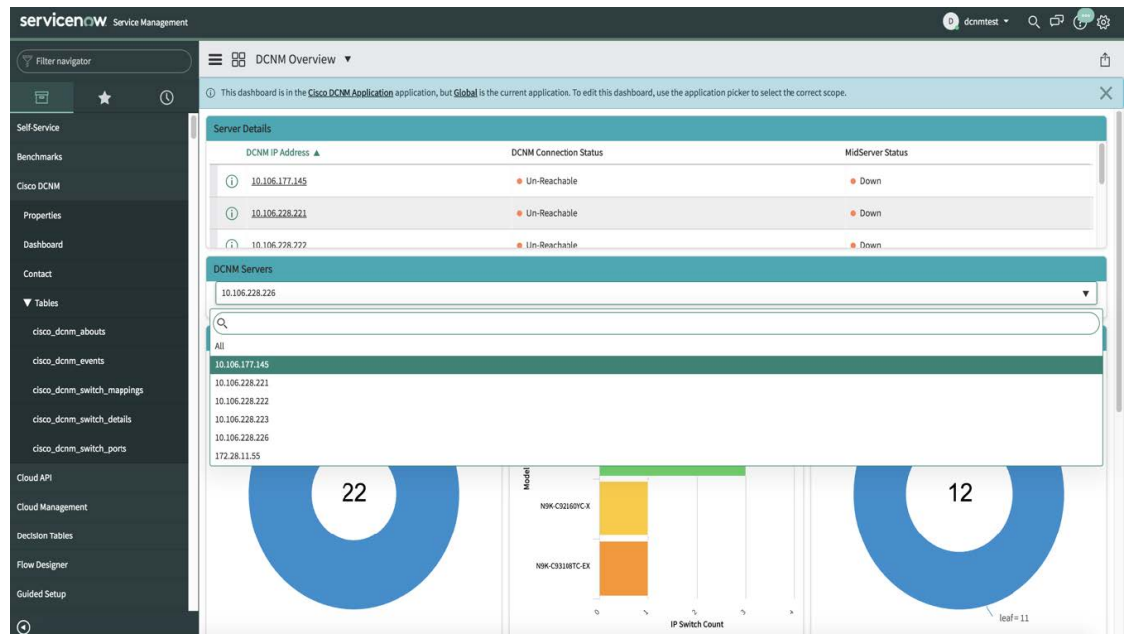 servicenow Service Management
D dcnmtest
Filter navigator
DCNM Overview
This dashboard is in the Cisco DCNM Application application, but Global is the current application. To edit this dashboard, use the application picker to select the correct scope.
Self-Service
Benchmarks
Cisco DCNM
Properties
Dashboard
Contact
Tables
cisco_dcnm_abouts
cisco_dcnm_events
cisco_dcnm_switch_mappings
cisco_dcnm_switch_details
cisco_dcnm_switch_ports
Cloud API
Cloud Management
Decision Tables
Flow Designer
Guided Setup
Server Details
DCNM IP Address ▲ DCNM Connection Status MidServer Status
10.106.177.145 Un-Reachable Down
10.106.228.221 Un-Reachable Down
10.106.228.222 Un-Reachable Down
DCNM Servers
10.106.228.226
All
10.106.177.145
10.106.228.221
10.106.228.222
10.106.228.223
10.106.228.226
172.28.11.55
22
Model
N9K-C92160YC-X
N9K-C93108TC-EX
0 1 2 3 4
IP Switch Count
12
leaf = 11